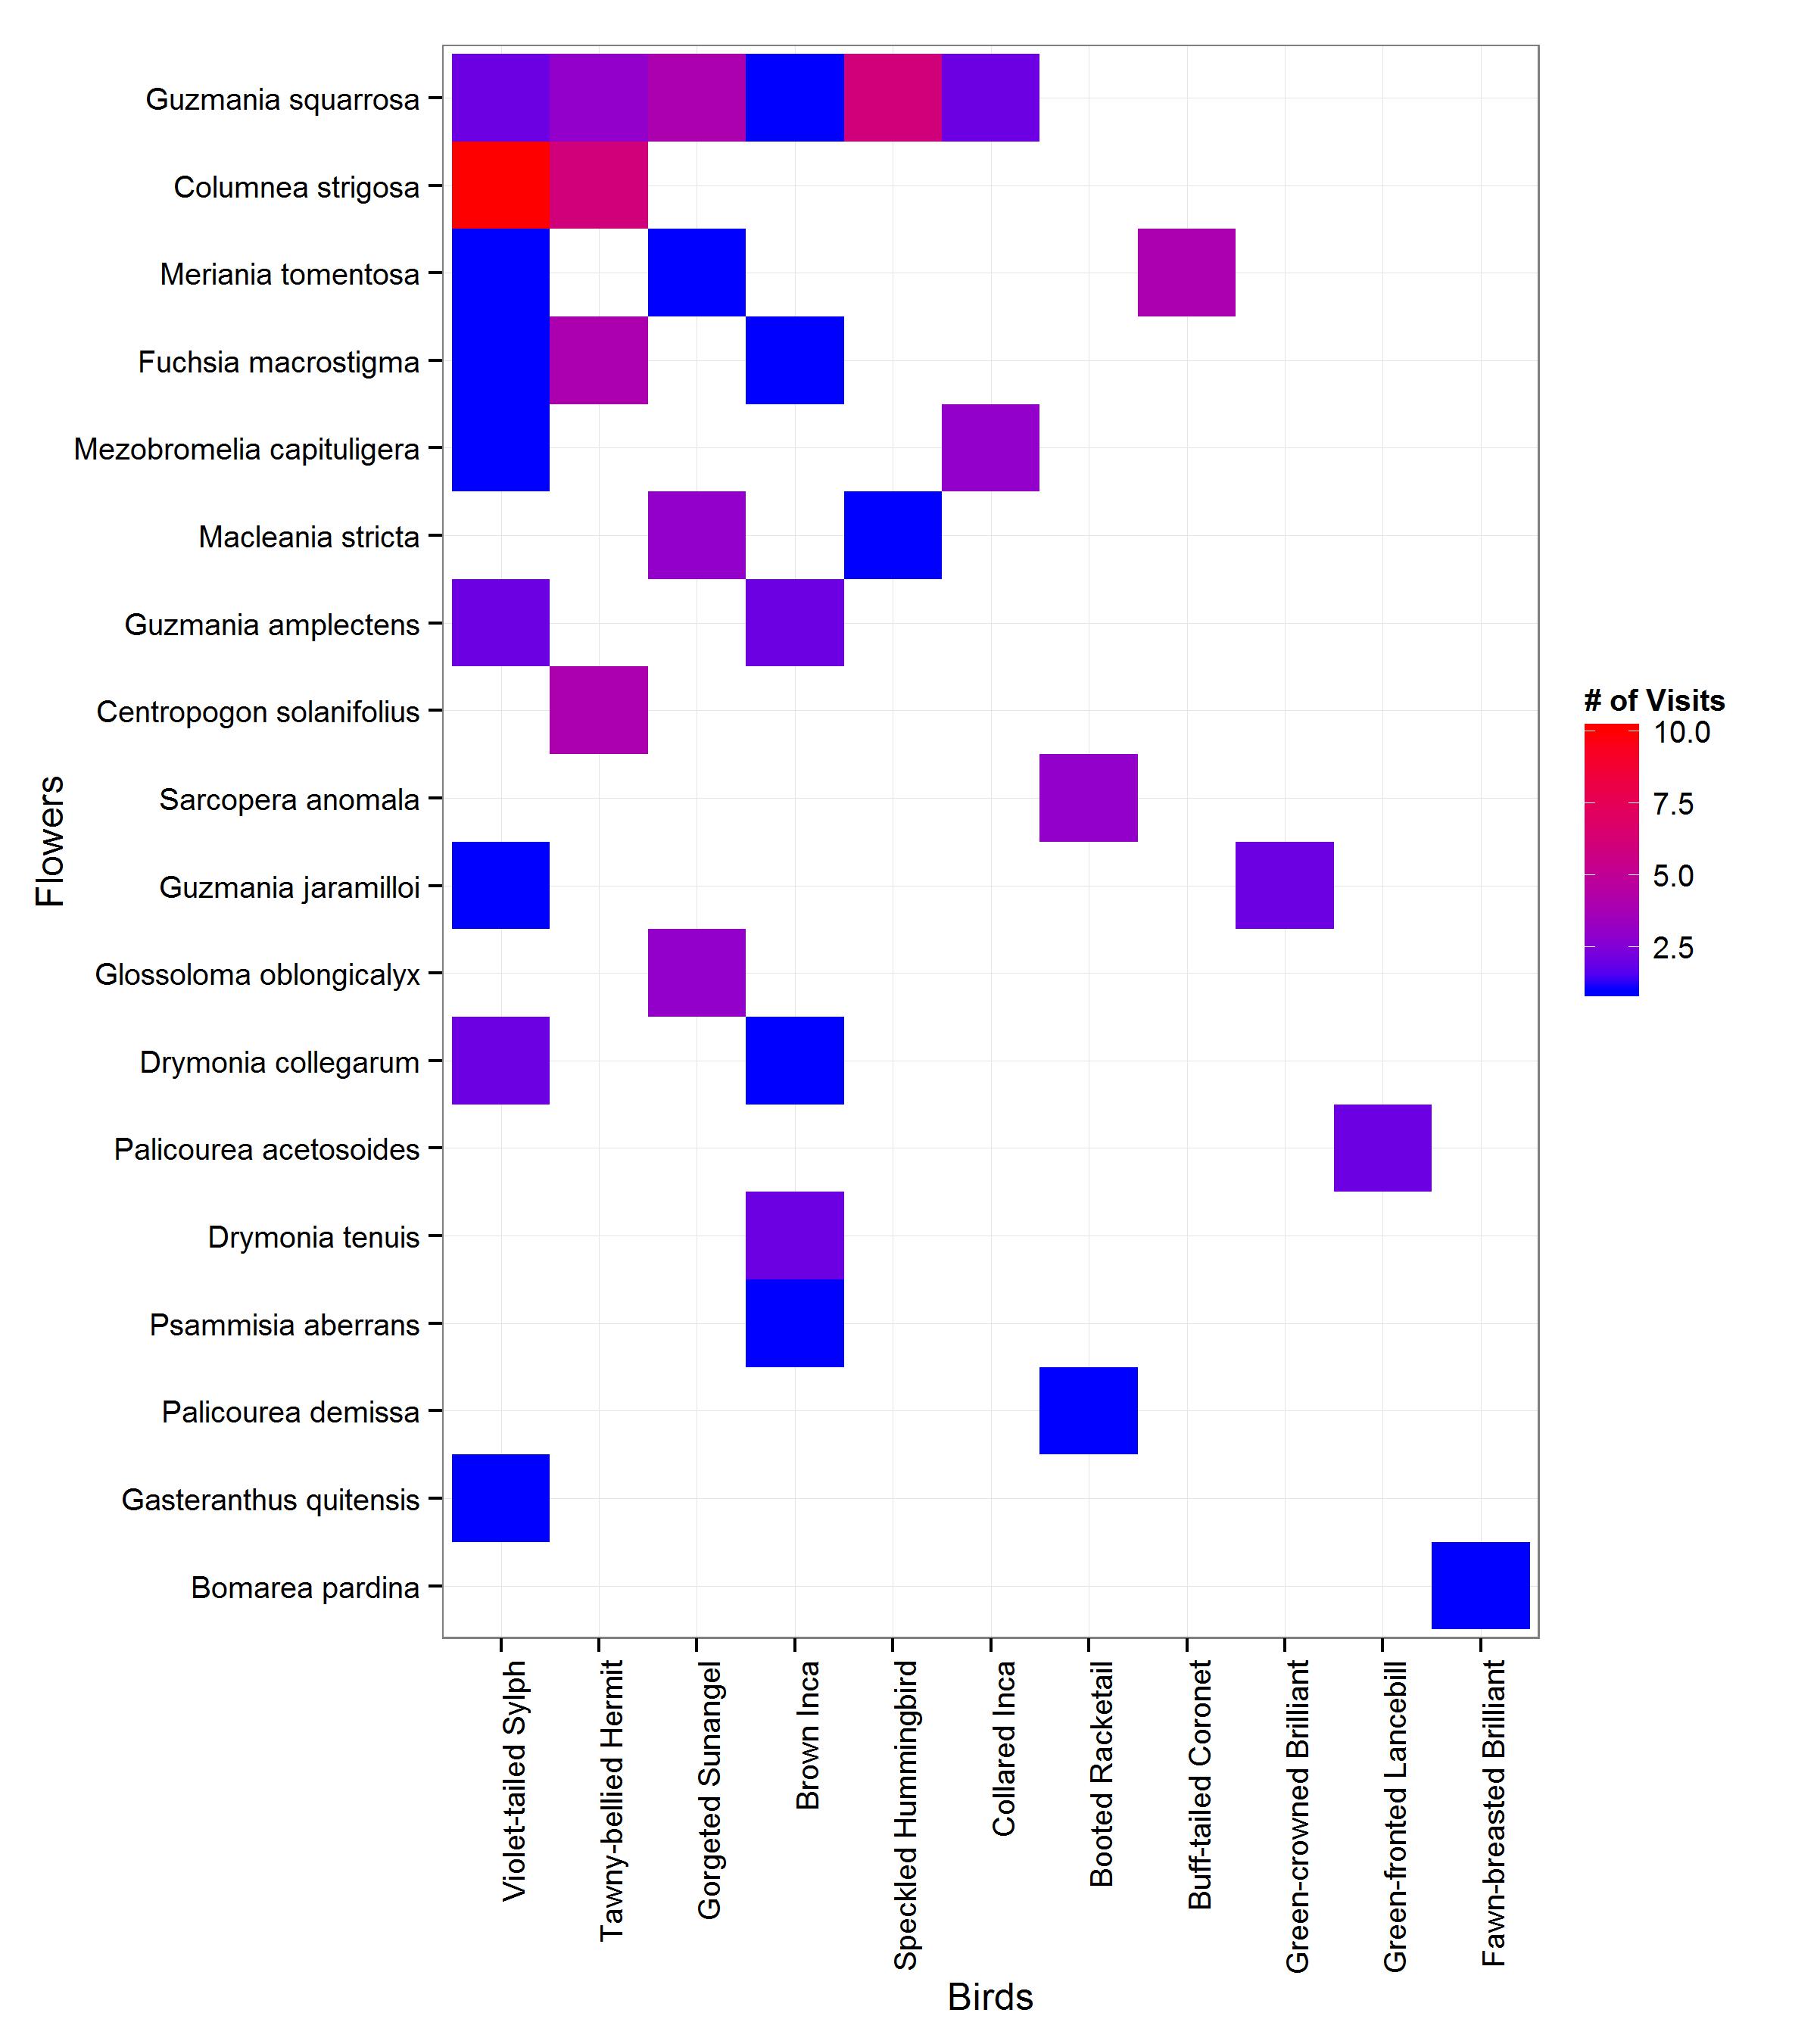 Guzmania squarrosa
Columnea strigosa
Meriania tomentosa
Fuchsia macrostigma
Mezobromelia capituligera
Macleania stricta
Guzmania amplectens
Centropogon solanifolius
Sarcopera anomala
Guzmania jaramilloi
Glossoloma oblongicalyx
Drymonia collegarum
Palicourea acetosoides
Drymonia tenuis
Psammisia aberrans
Palicourea demissa
Gasteranthus quitensis
Bomarea pardina
Flowers
# of Visits
10.0
7.5
5.0
2.5
Violet-tailed Sylph
Tawny-bellied Hermit
Gorgeted Sunangel
Brown Inca
Speckled Hummingbird
Collared Inca
Booted Racketail
Buff-tailed Coronet
Green-crowned Brilliant
Green-fronted Lancebill
Fawn-breasted Brilliant
Birds